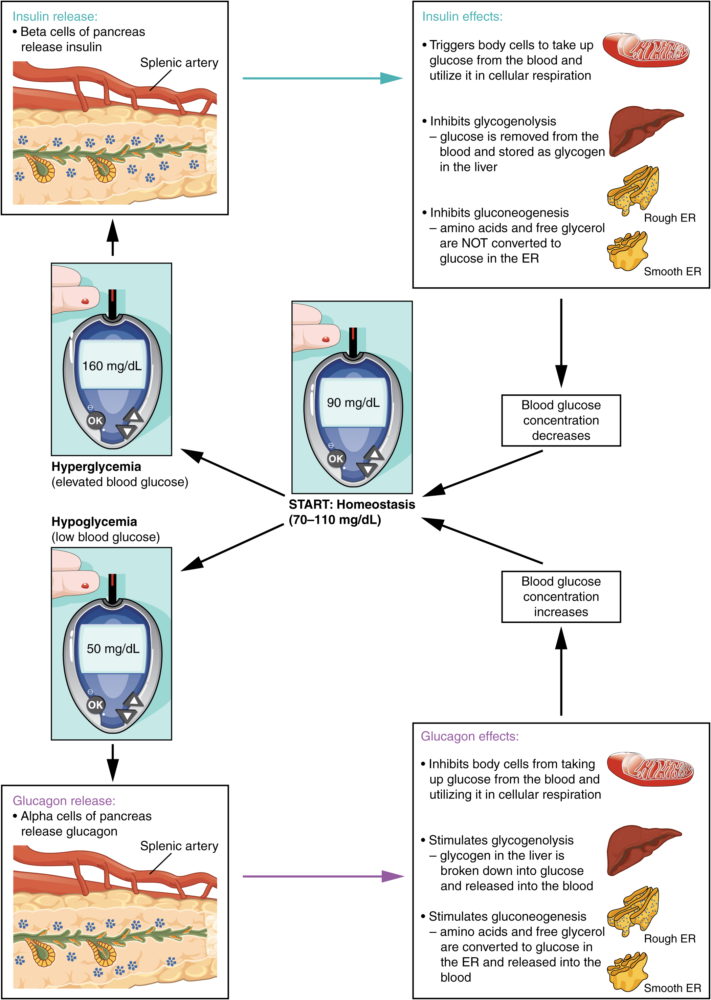 Insulin release:
• Beta cells of pancreas
release insulin
Splenic artery
Insulin effects:
• Triggers body cells to take up
glucose from the blood and
utilize it in cellular respiration
• Inhibits glycogenolysis
– glucose is removed from the
blood and stored as glycogen
in the liver
• Inhibits gluconeogenesis
– amino acids and free glycerol
are NOT converted to
glucose in the ER
Rough ER
Smooth ER
160 mg/dL
OK
Hyperglycemia
(elevated blood glucose)
90 mg/dL
OK
START: Homeostasis
(70–110 mg/dL)
Blood glucose
concentration
decreases
Hypoglycemia
(low blood glucose)
50 mg/dL
OK
Blood glucose
concentration
increases
Glucagon release:
• Alpha cells of pancreas
release glucagon
Splenic artery
Glucagon effects:
• Inhibits body cells from taking
up glucose from the blood and
utilizing it in cellular respiration
• Stimulates glycogenolysis
– glycogen in the liver is
broken down into glucose
and released into the blood
• Stimulates gluconeogenesis
– amino acids and free glycerol
are converted to glucose in
the ER and released into the
blood
Rough ER
Smooth ER